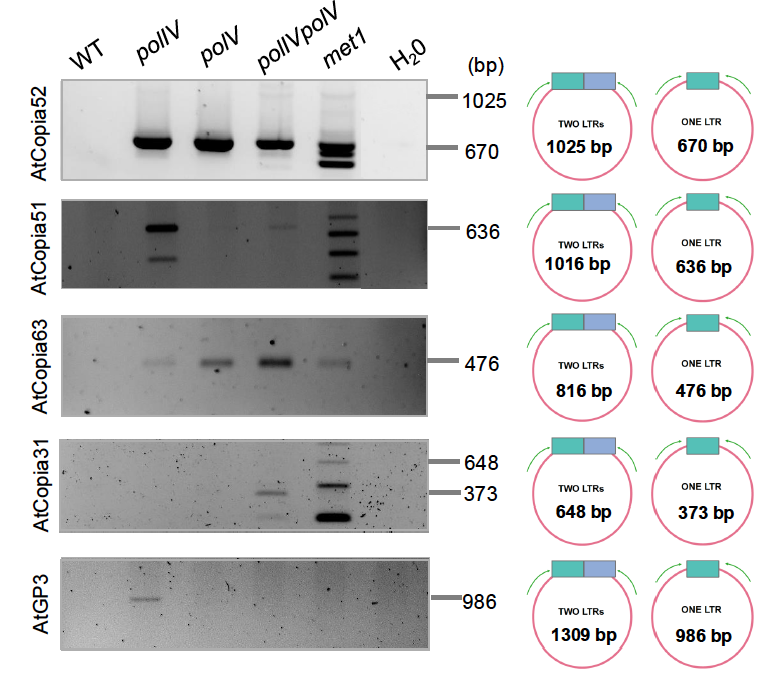 WT
polIV
polV
polIVpolV
met1
H20
(bp)
AtCopia52
1025
670
TWO LTRs
1025 bp
ONE LTR
670 bp
AtCopia51
636
TWO LTRs
1016 bp
ONE LTR
636 bp
AtCopia63
476
TWO LTRs
816 bp
ONE LTR
476 bp
AtCopia31
648
373
TWO LTRs
648 bp
ONE LTR
373 bp
AtGP3
986
TWO LTRs
1309 bp
ONE LTR
986 bp